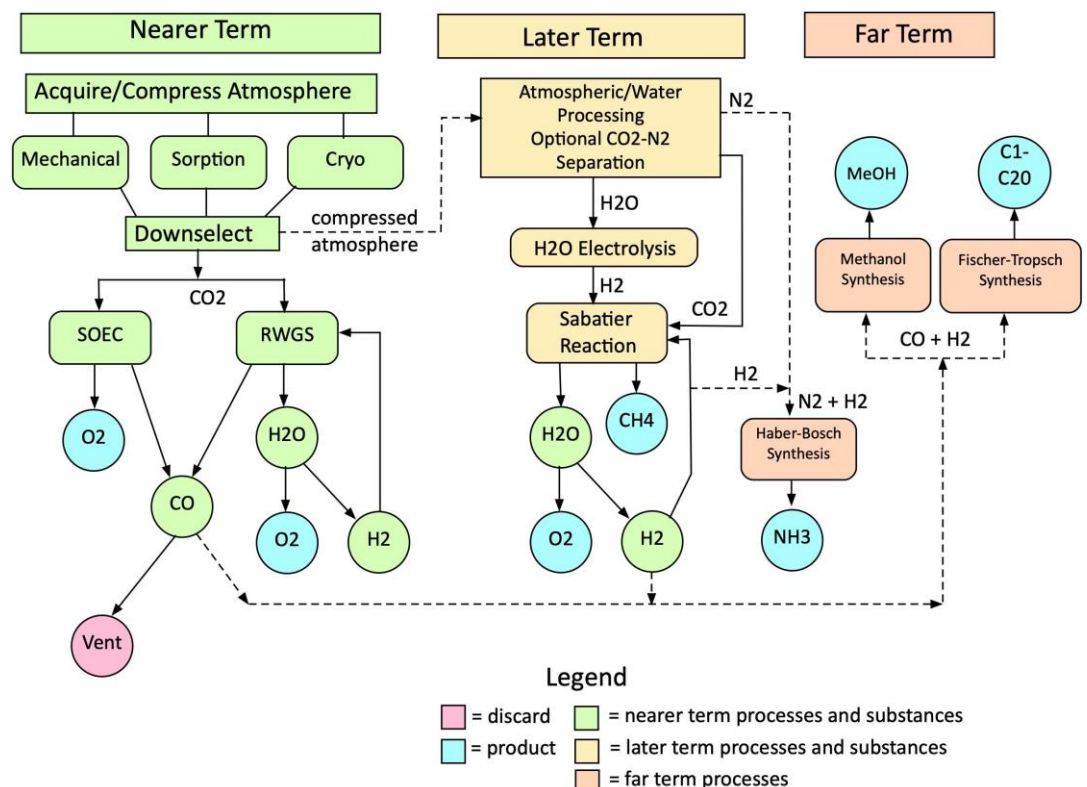 Nearer Term
Later Term
Far Term
Acquire/Compress Atmosphere
Mechanical
Sorption
Cryo
Downselect
compressed
atmosphere
CO2
SOEC
RWGS
O2
H2O
CO
O2
H2
Vent
Atmospheric/Water
Processing
Optional CO2-N2
Separation
N2
H2O
H2O Electrolysis
H2
CO2
Sabatier
Reaction
H2
H2O
CH4
O2
H2
N2 + H2
Haber-Bosch
Synthesis
NH3
MeOH
C1-
C20
Methanol
Synthesis
Fischer-Tropsch
Synthesis
CO + H2
Legend
= discard
= product
= nearer term processes and substances
= later term processes and substances
= far term processes